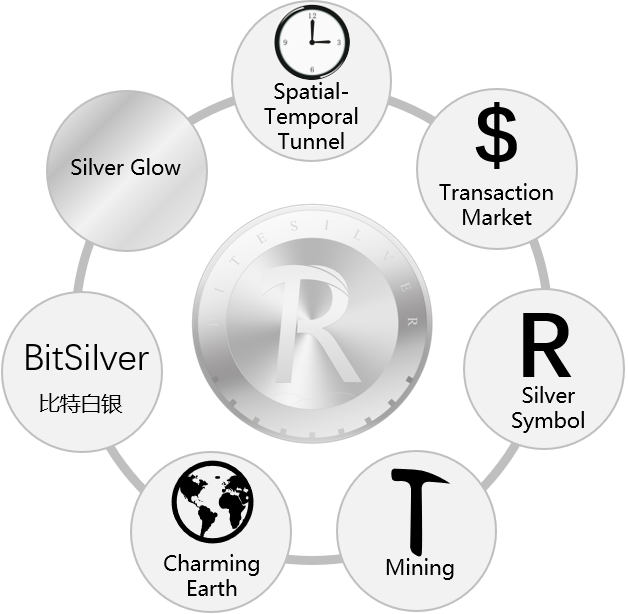 12
9
3
6
Spatial-
Temporal
Tunnel
$
Transaction
Market
R
Silver
Symbol
Mining
Charming
Earth
BitSilver
比特白银
Silver Glow
BITESILVER
R